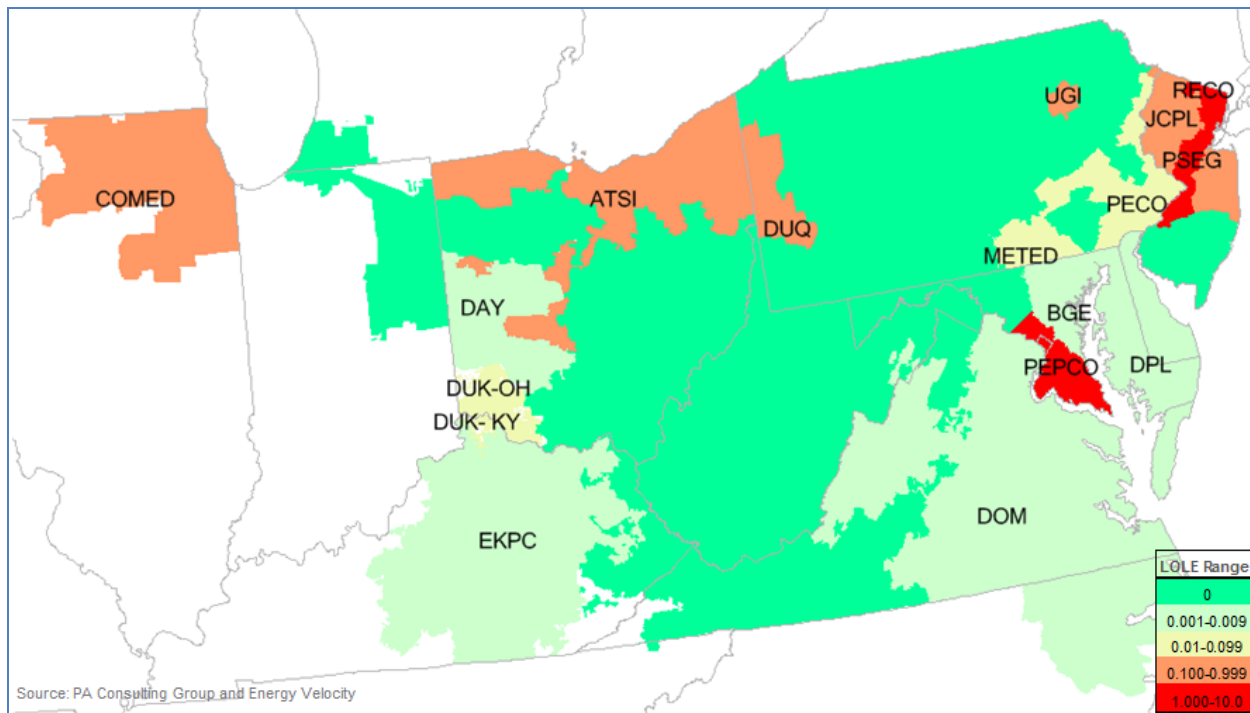 UGI
RECO
JCPL
PSEG
COMED
ATSI
DUQ
PECO
METED
DAY
BGE
PEPCO
DPL
DUK-OH
DUK- KY
DOM
EKPC
LOLE Range
0
0.001-0.009
0.01-0.099
0.100-0.999
1.000-10.0
Source: PA Consulting Group and Energy Velocity